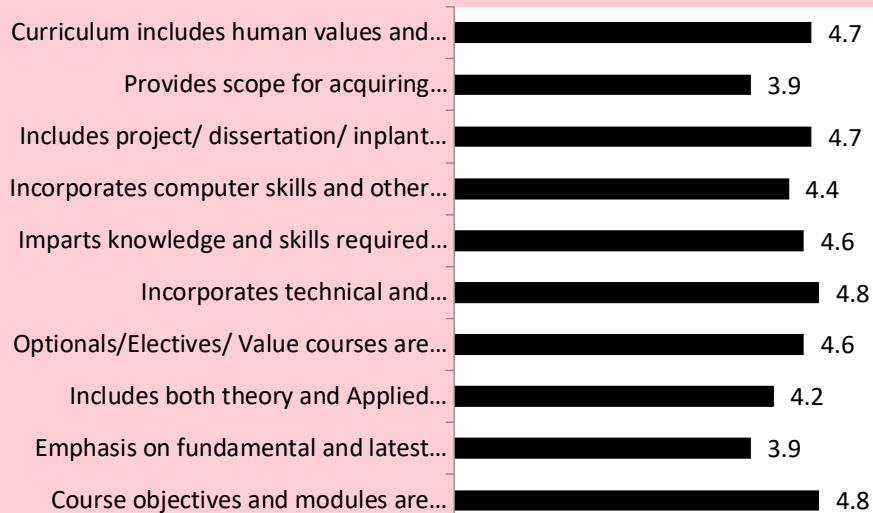 Curriculum includes human values and... 4.7
Provides scope for acquiring... 3.9
Includes project/ dissertation/ inplant... 4.7
Incorporates computer skills and other... 4.4
Imparts knowledge and skills required... 4.6
Incorporates technical and... 4.8
Optionals/Electives/ Value courses are... 4.6
Includes both theory and Applied... 4.2
Emphasis on fundamental and latest... 3.9
Course objectives and modules are... 4.8